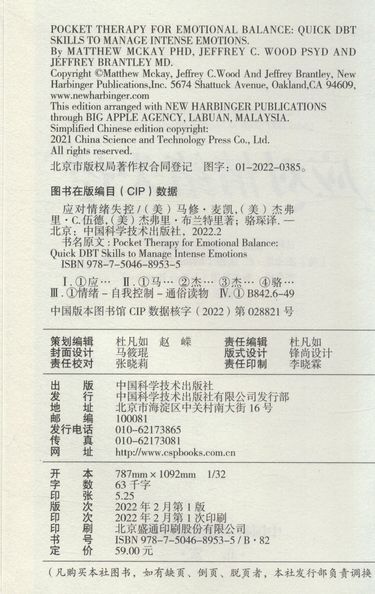 POCKET THERAPY FOR EMOTIONAL BALANCE: QUICK DBT
SKILLS TO MANAGE INTENSE EMOTIONS.
By MATTHEW MCKAY PHD, JEFFREY C. WOOD PSYD AND
JEFFREY BRANTLEY MD.
Copyright ©Matthew Mckay, Jeffrey C.Wood And Jeffrey Brantley, New
Harbinger Publications,Inc. 5674 Shattuck Avenue, Oakland,CA 94609,
www.newharbinger.com
This edition arranged with NEW HARBINGER PUBLICATIONS
through BIG APPLE AGENCY, LABUAN, MALAYSIA.
Simplified Chinese edition copyright:
2021 China Science and Technology Press Co., Ltd.
All rights reserved.
北京市版权局著作权合同登记 图字：01-2022-0385。
图书在版编目（CIP）数据
应对情绪失控 /（美）马修·麦凯,（美）杰弗
里·C.伍德,（美）杰弗里·布兰特里著；骆琛译. —
北京：中国科学技术出版社，2022.2
书名原文：Pocket Therapy for Emotional Balance:
Quick DBT Skills to Manage Intense Emotions
ISBN 978-7-5046-8953-5
Ⅰ.①应… Ⅱ.①马… ②杰… ③杰… ④骆…
Ⅲ.①情绪－自我控制－通俗读物 Ⅳ.① B842.6-49
中国版本图书馆 CIP 数据核字（2022）第 028821 号
策划编辑 杜凡如 赵 嵘 责任编辑 杜凡如
封面设计 马筱琨 版式设计 锋尚设计
责任校对 张晓莉 责任印制 李晓霖
出 版 中国科学技术出版社
发 行 中国科学技术出版社有限公司发行部
地 址 北京市海淀区中关村南大街 16 号
邮 编 100081
发行电话 010-62173865
传 真 010-62173081
网 址 http://www.cspbooks.com.cn
开 本 787mm×1092mm 1/32
字 数 63 千字
印 张 5.25
版 次 2022 年 2 月第 1 版
印 次 2022 年 2 月第 1 次印刷
印 刷 北京盛通印刷股份有限公司
书 号 ISBN 978-7-5046-8953-5 / B·82
定 价 59.00 元
（凡购买本社图书，如有缺页、倒页、脱页者，本社发行部负责调换